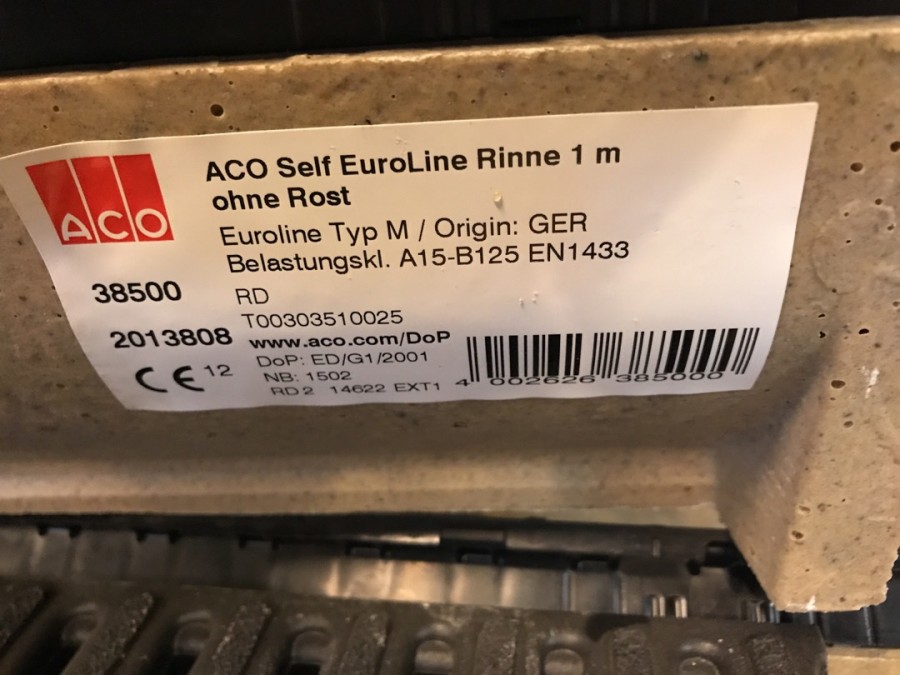 ACO
ACO Self EuroLine Rinne 1 m
ohne Rost
Euroline Typ M / Origin: GER
Belastungskl. A15-B125 EN1433
38500
RD
T00303510025
2013808
www.aco.com/DoP
CE 12
DoP: ED/G1/2001
NB: 1502
RD 2 14622 EXT1
4 002626 385000